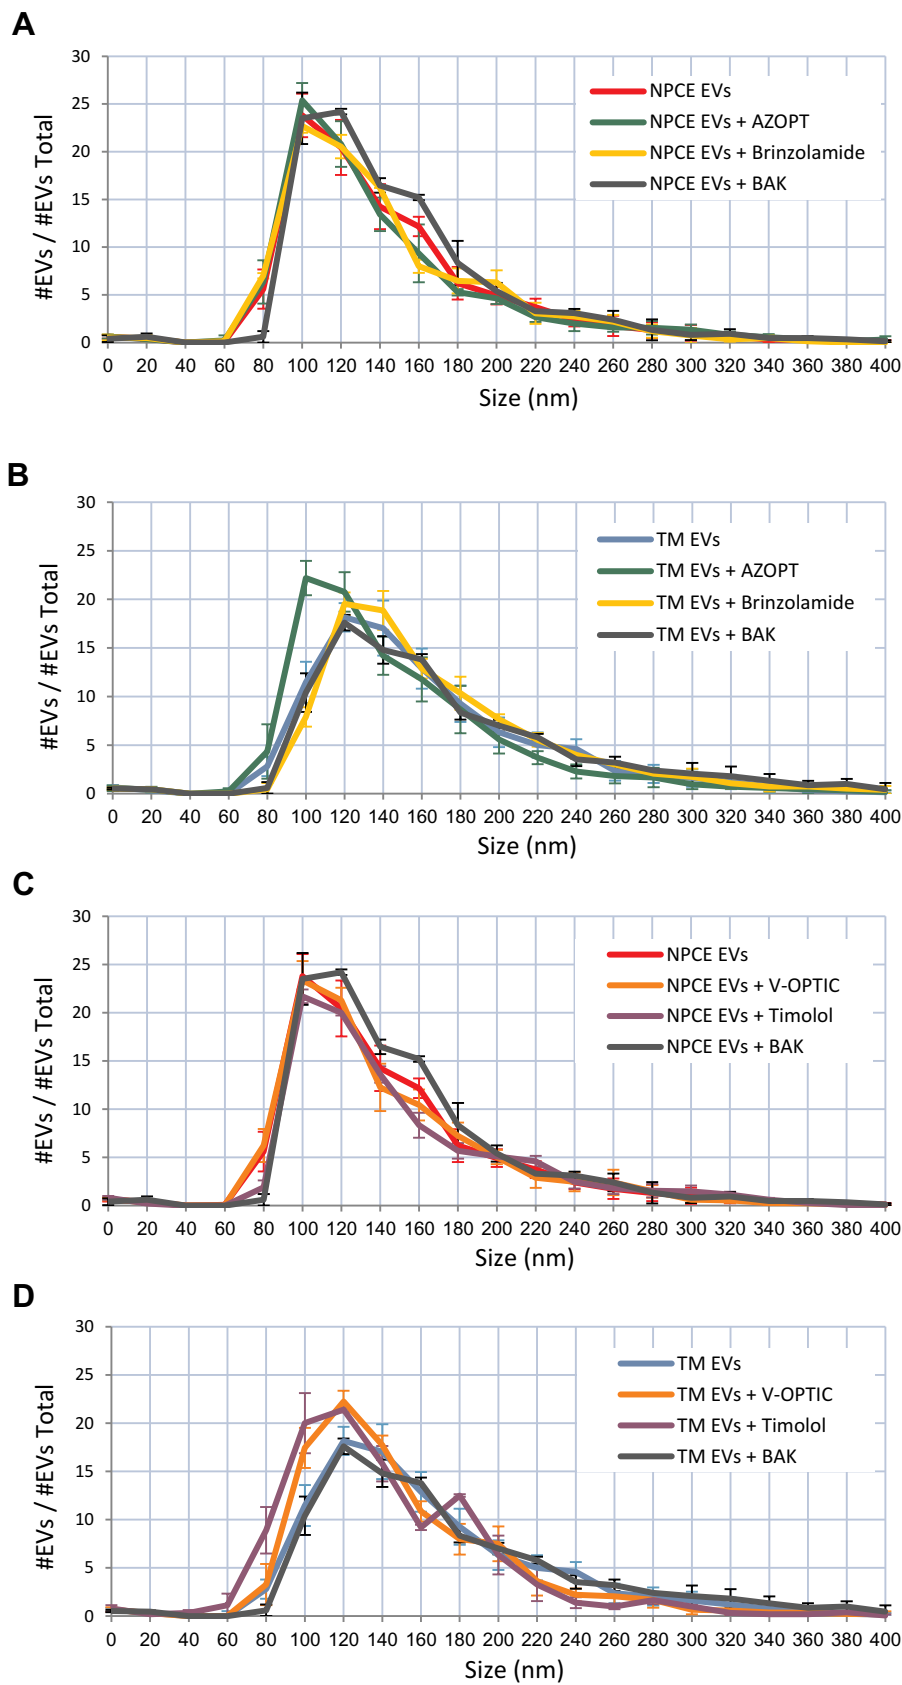 A
30
25
20
15
10
5
0
#EVs / #EVs Total
NPCE EVs
NPCE EVs + AZOPT
NPCE EVs + Brinzolamide
NPCE EVs + BAK
0 20 40 60 80 100 120 140 160 180 200 220 240 260 280 300 320 340 360 380 400
Size (nm)
B
30
25
20
15
10
5
0
#EVs / #EVs Total
TM EVs
TM EVs + AZOPT
TM EVs + Brinzolamide
TM EVs + BAK
0 20 40 60 80 100 120 140 160 180 200 220 240 260 280 300 320 340 360 380 400
Size (nm)
C
30
25
20
15
10
5
0
#EVs / #EVs Total
NPCE EVs
NPCE EVs + V-OPTIC
NPCE EVs + Timolol
NPCE EVs + BAK
0 20 40 60 80 100 120 140 160 180 200 220 240 260 280 300 320 340 360 380 400
Size (nm)
D
30
25
20
15
10
5
0
#EVs / #EVs Total
TM EVs
TM EVs + V-OPTIC
TM EVs + Timolol
TM EVs + BAK
0 20 40 60 80 100 120 140 160 180 200 220 240 260 280 300 320 340 360 380 400
Size (nm)